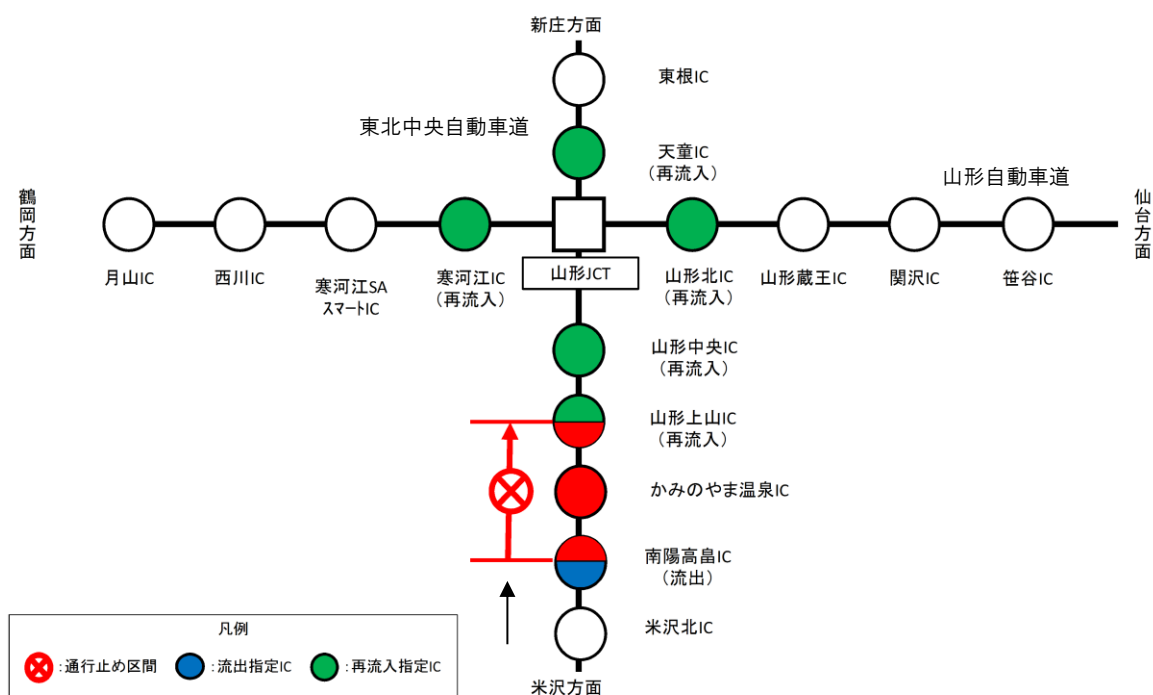 新庄方面
東根IC
東北中央自動車道
天童IC
(再流入)
山形自動車道
鶴岡方面
仙台方面
月山IC
西川IC
寒河江SA
スマートIC
寒河江IC
(再流入)
山形JCT
山形北IC
(再流入)
山形蔵王IC
関沢IC
笹谷IC
山形中央IC
(再流入)
山形上山IC
(再流入)
かみのやま温泉IC
南陽高畠IC
(流出)
米沢北IC
米沢方面
凡例
:通行止め区間
:流出指定IC
:再流入指定IC